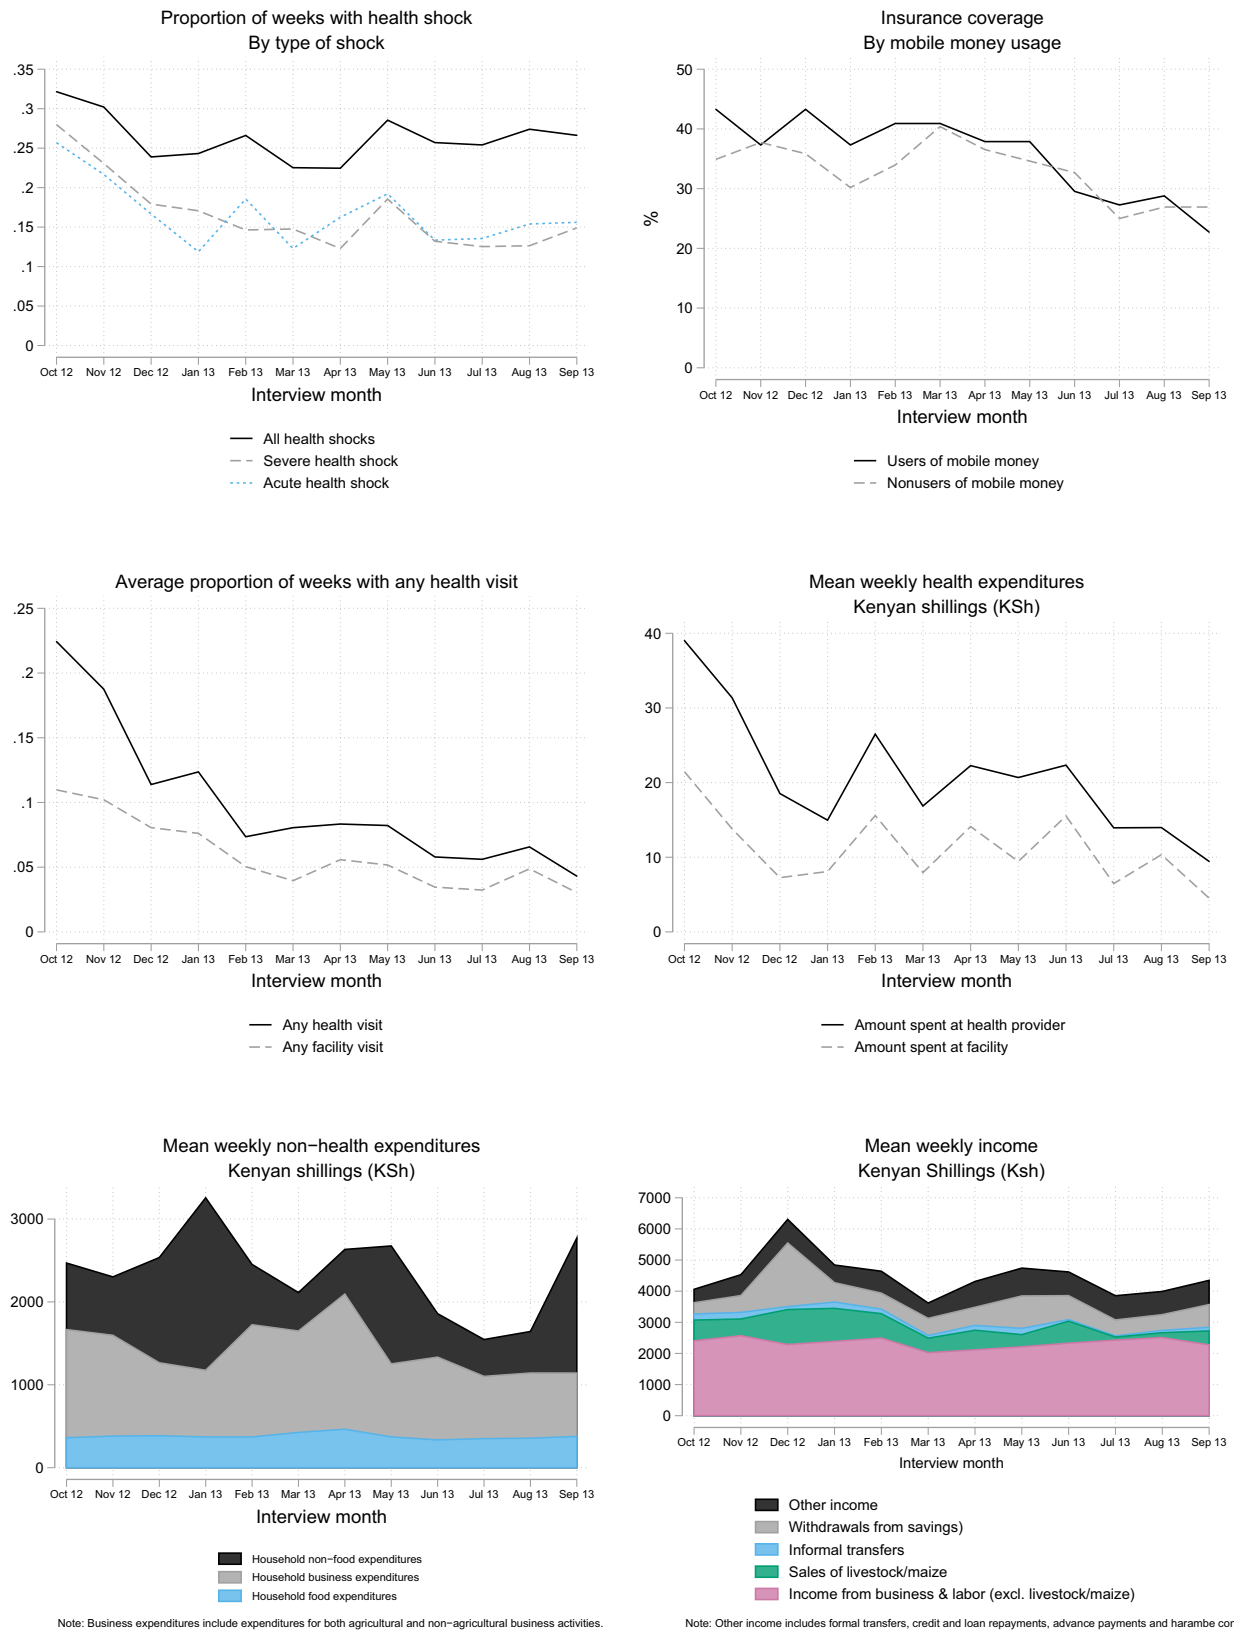 Proportion of weeks with health shock
By type of shock
.35
.3
.25
.2
.15
.1
.05
0
Oct 12 Nov 12 Dec 12 Jan 13 Feb 13 Mar 13 Apr 13 May 13 Jun 13 Jul 13 Aug 13 Sep 13
Interview month
All health shocks
Severe health shock
Acute health shock
Insurance coverage
By mobile money usage
%
50
40
30
20
10
0
Oct 12 Nov 12 Dec 12 Jan 13 Feb 13 Mar 13 Apr 13 May 13 Jun 13 Jul 13 Aug 13 Sep 13
Interview month
Users of mobile money
Nonusers of mobile money
Average proportion of weeks with any health visit
.25
.2
.15
.1
.05
0
Oct 12 Nov 12 Dec 12 Jan 13 Feb 13 Mar 13 Apr 13 May 13 Jun 13 Jul 13 Aug 13 Sep 13
Interview month
Any health visit
Any facility visit
Mean weekly health expenditures
Kenyan shillings (KSh)
40
30
20
10
0
Oct 12 Nov 12 Dec 12 Jan 13 Feb 13 Mar 13 Apr 13 May 13 Jun 13 Jul 13 Aug 13 Sep 13
Interview month
Amount spent at health provider
Amount spent at facility
Mean weekly non−health expenditures
Kenyan shillings (KSh)
3000
2000
1000
0
Oct 12 Nov 12 Dec 12 Jan 13 Feb 13 Mar 13 Apr 13 May 13 Jun 13 Jul 13 Aug 13 Sep 13
Interview month
Household non−food expenditures
Household business expenditures
Household food expenditures
Note: Business expenditures include expenditures for both agricultural and non−agricultural business activities.
Mean weekly income
Kenyan Shillings (Ksh)
7000
6000
5000
4000
3000
2000
1000
0
Oct 12 Nov 12 Dec 12 Jan 13 Feb 13 Mar 13 Apr 13 May 13 Jun 13 Jul 13 Aug 13 Sep 13
Interview month
Other income
Withdrawals from savings)
Informal transfers
Sales of livestock/maize
Income from business & labor (excl. livestock/maize)
Note: Other income includes formal transfers, credit and loan repayments, advance payments and harambe